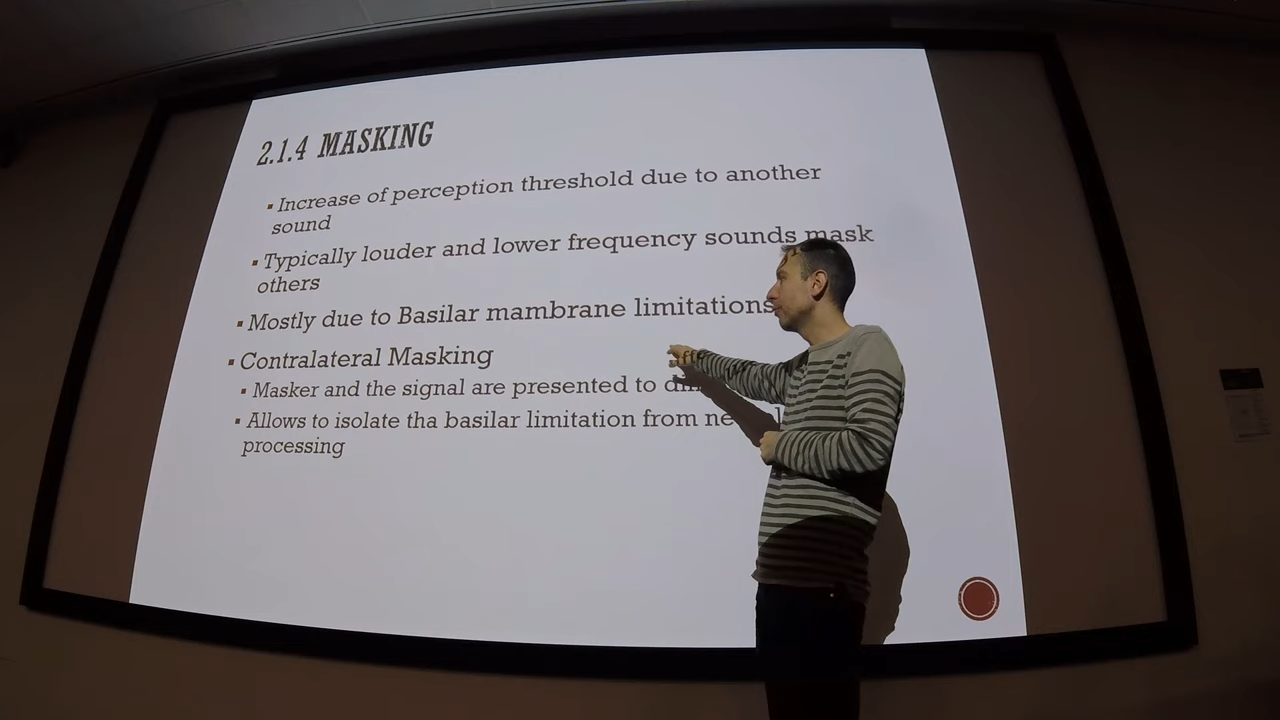 2.1.4 MASKING
▪ Increase of perception threshold due to another
sound
▪ Typically louder and lower frequency sounds mask
others
▪ Mostly due to Basilar mambrane limitations
▪ Contralateral Masking
▪ Masker and the signal are presented to
▪ Allows to isolate tha basilar limitation from
processing